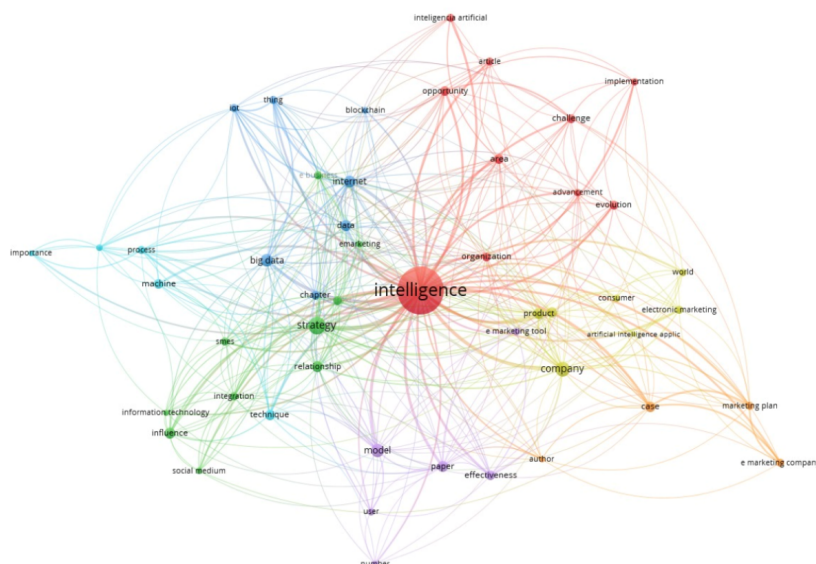 inteligencia artificial
article
implementation
opportunity
thing
iot
blockchain
challenge
area
e business
internet
advancement
evolution
data
emarketing
importance
process
organization
big data
machine
world
intelligence
chapter
consumer
electronic marketing
product
strategy
e marketing tool
artificial intelligence applic
smes
relationship
company
integration
information technology
technique
case
marketing plan
influence
model
author
e marketing compan
social medium
paper
effectiveness
user
number